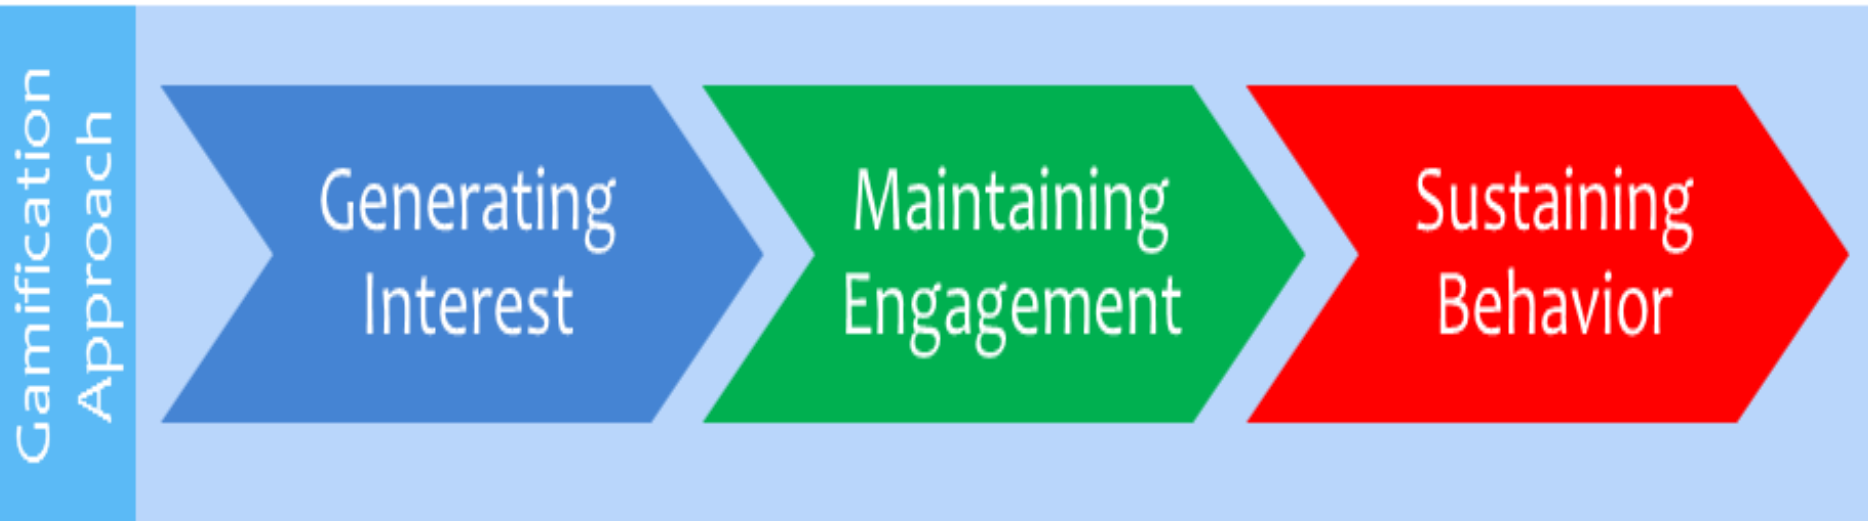 Gamification
Approach
Generating
Interest
Maintaining
Engagement
Sustaining
Behavior